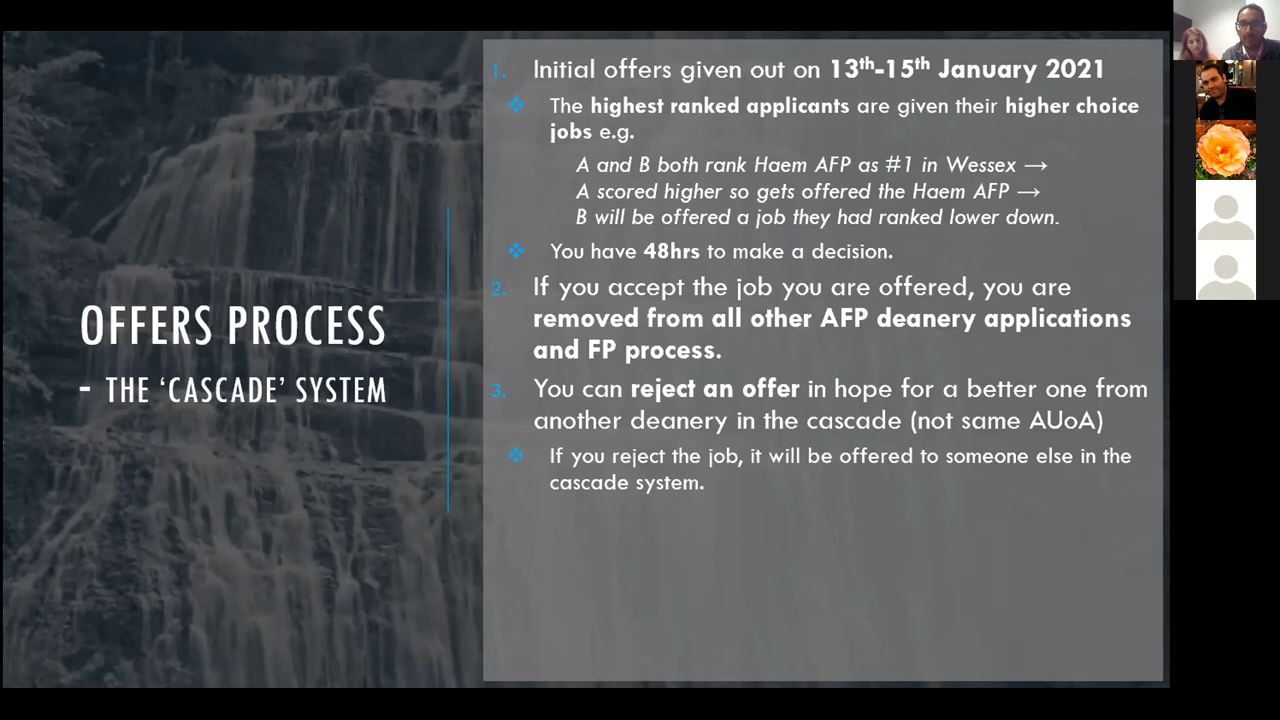 OFFERS PROCESS
- THE ‘CASCADE’ SYSTEM
1. Initial offers given out on 13th-15th January 2021
❖ The highest ranked applicants are given their higher choice
jobs e.g.
A and B both rank Haem AFP as #1 in Wessex →
A scored higher so gets offered the Haem AFP →
B will be offered a job they had ranked lower down.
❖ You have 48hrs to make a decision.
2. If you accept the job you are offered, you are
removed from all other AFP deanery applications
and FP process.
3. You can reject an offer in hope for a better one from
another deanery in the cascade (not same AUoA)
❖ If you reject the job, it will be offered to someone else in the
cascade system.